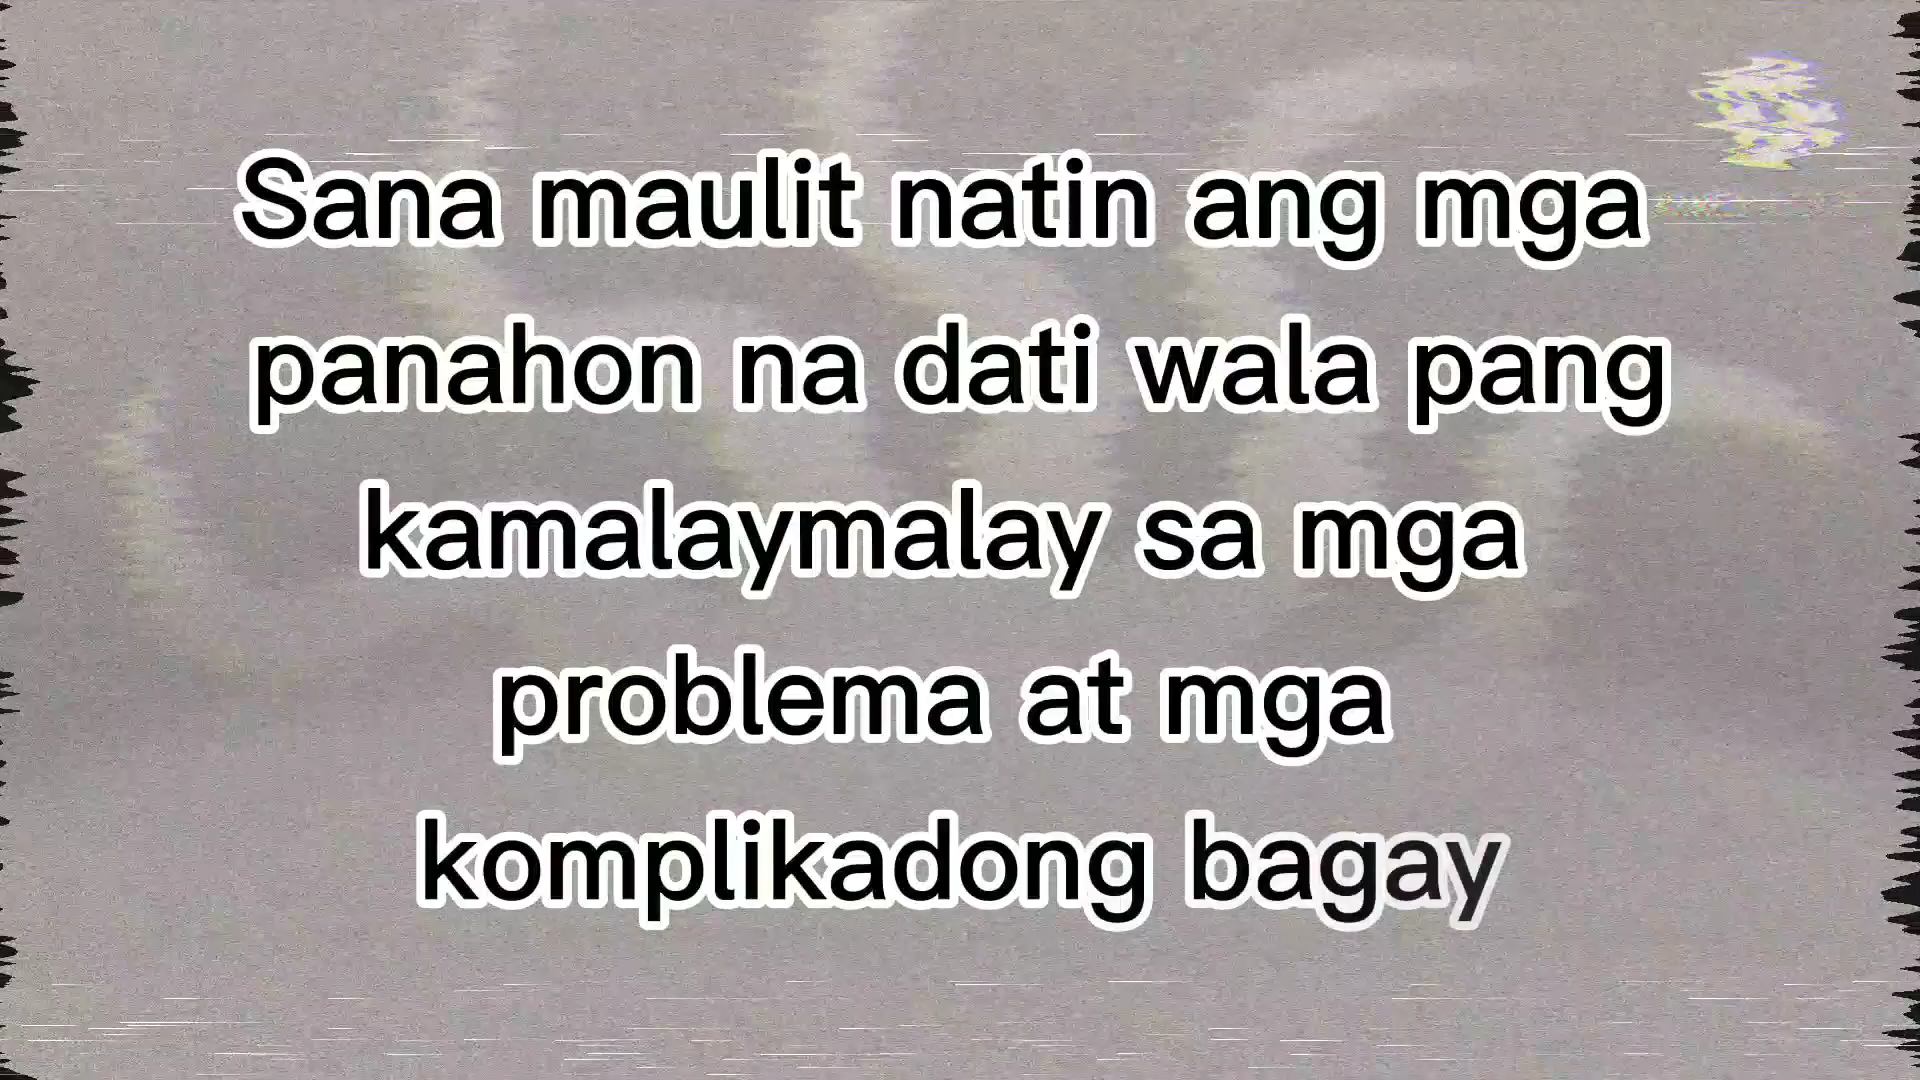 Sana maulit natin ang mga
panahon na dati wala pang
kamalaymalay sa mga
problema at mga
komplikadong bagay